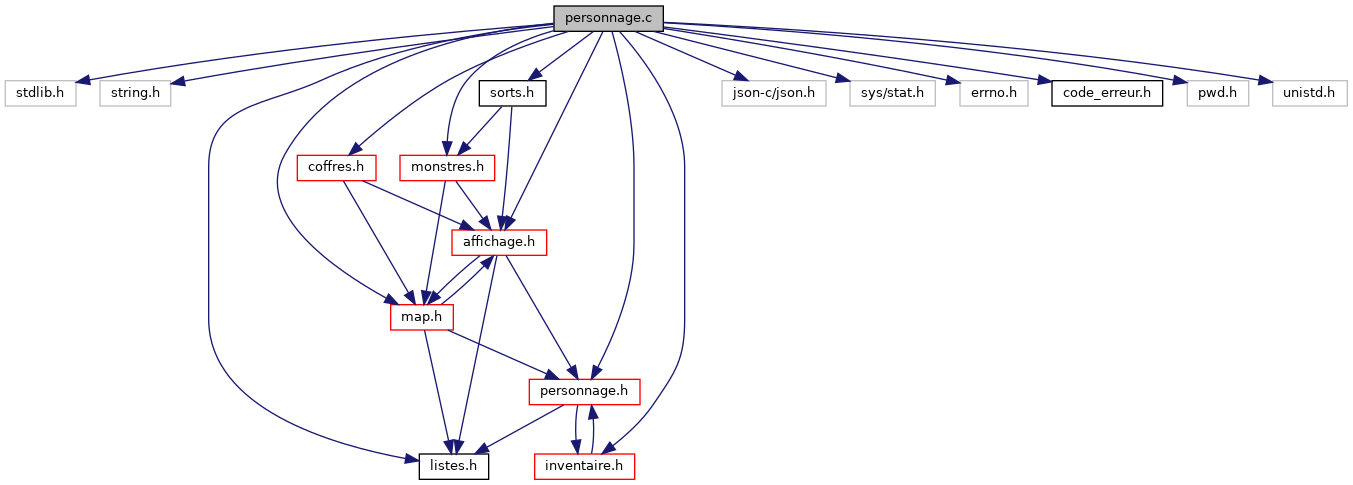 personnage.c
stdlib.h
string.h
sorts.h
json-c/json.h
sys/stat.h
errno.h
code_erreur.h
pwd.h
unistd.h
coffres.h
monstres.h
affichage.h
map.h
personnage.h
listes.h
inventaire.h